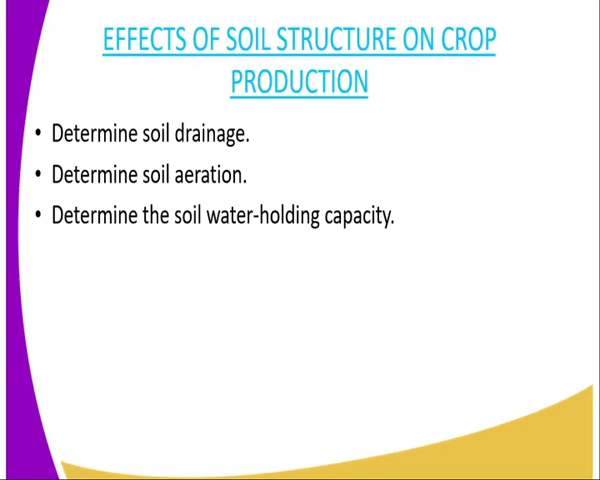 EFFECTS OF SOIL STRUCTURE ON CROP
PRODUCTION
• Determine soil drainage.
• Determine soil aeration.
• Determine the soil water-holding capacity.